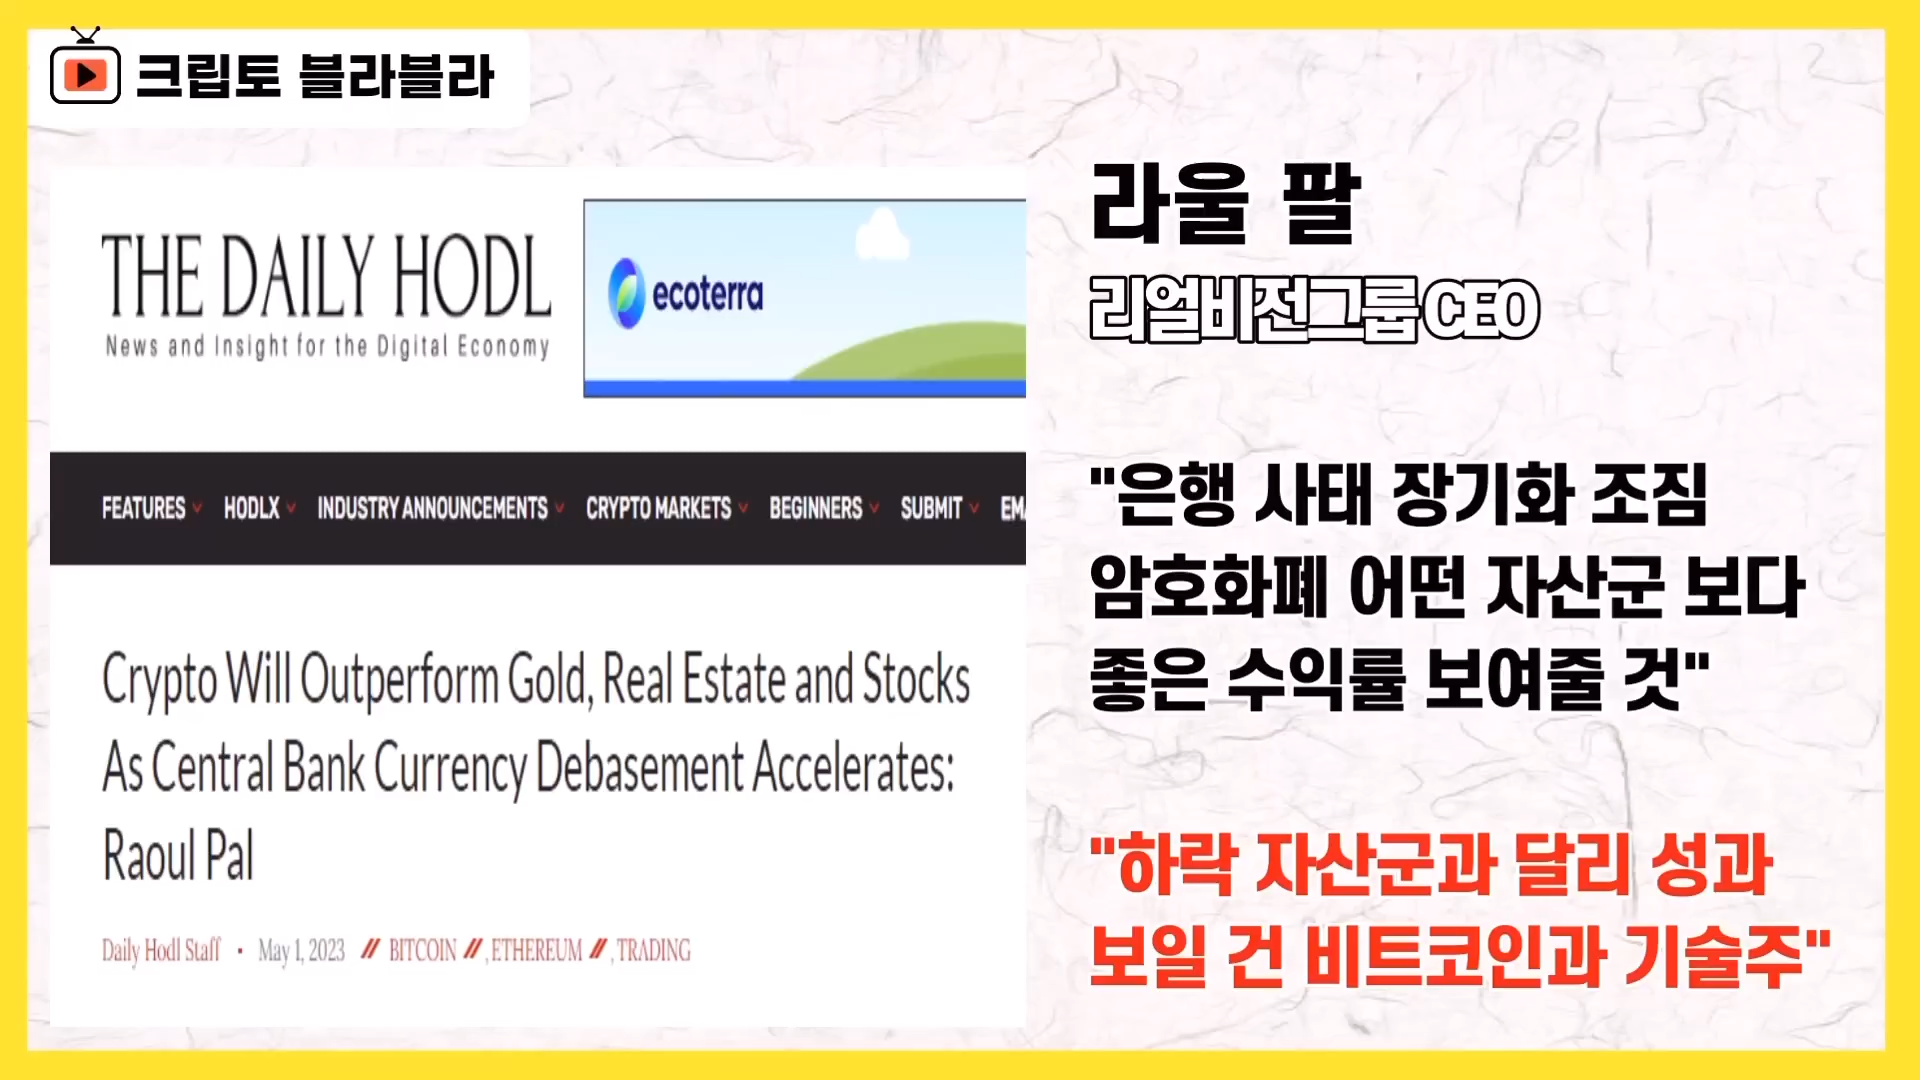 크립토 블라블라
THE DAILY HODL
News and Insight for the Digital Economy
ecoterra
FEATURES HODLX INDUSTRY ANNOUNCEMENTS CRYPTO MARKETS BEGINNERS SUBMIT
Crypto Will Outperform Gold, Real Estate and Stocks
As Central Bank Currency Debasement Accelerates:
Raoul Pal
Daily Hodl Staff • May 1, 2023 // BITCOIN // , ETHEREUM // , TRADING
라울 팔
리얼비전그룹 CEO
"은행 사태 장기화 조짐
암호화폐 어떤 자산군 보다
좋은 수익률 보여줄 것"
"하락 자산군과 달리 성과
보일 건 비트코인과 기술주"